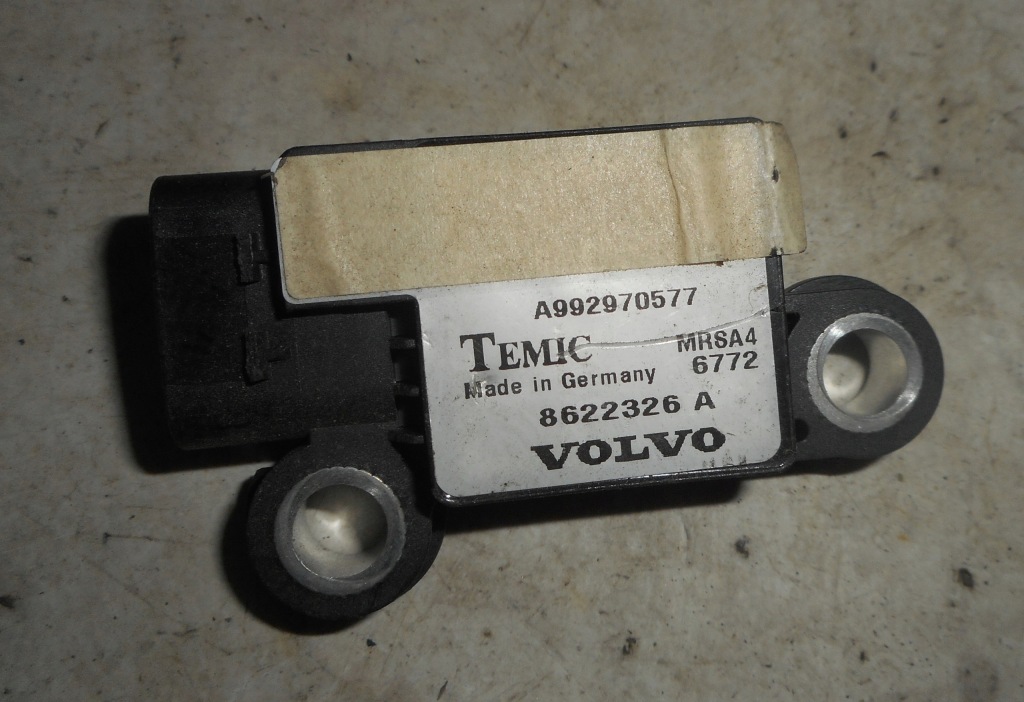 A992970577
TEMIC MRSA4
Made in Germany 6772
8622326 A
VOLVO